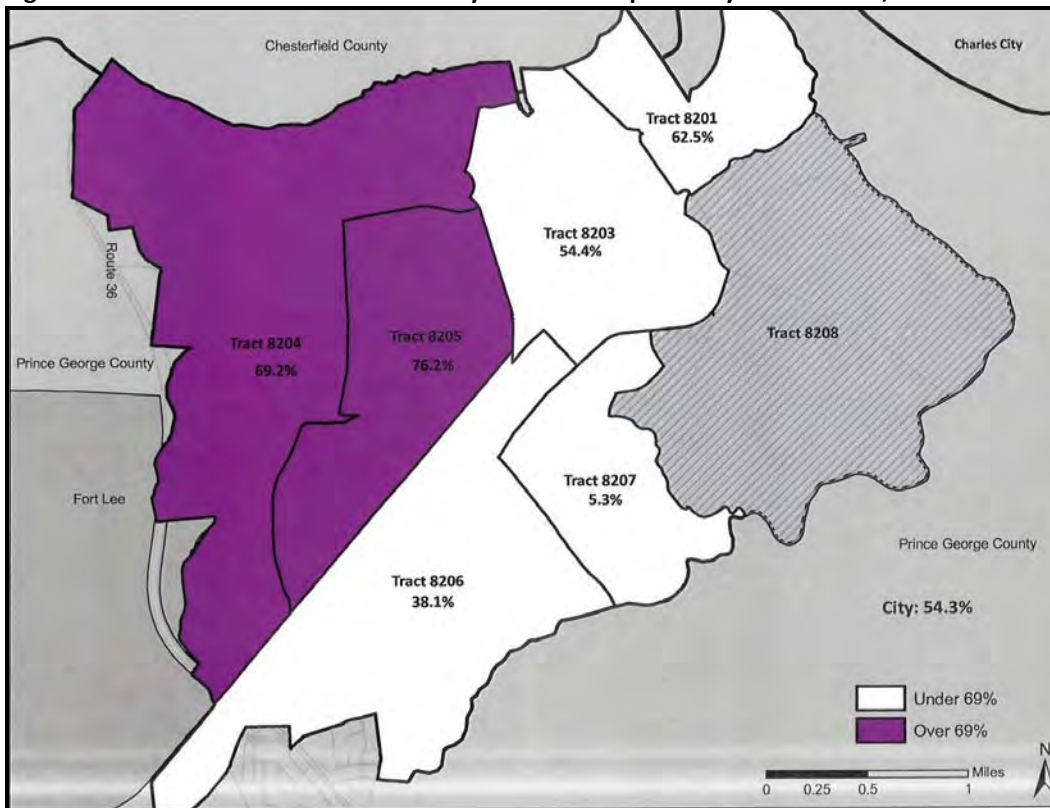 Chesterfield County
Charles City
Tract 8201
62.5%
Tract 8203
54.4%
Route 36
Tract 8204
69.2%
Tract 8205
76.2%
Tract 8208
Prince George County
Fort Lee
Tract 8207
5.3%
Prince George County
Tract 8206
38.1%
City: 54.3%
Under 69%
Over 69%
N
Miles
0 0.25 0.5 1